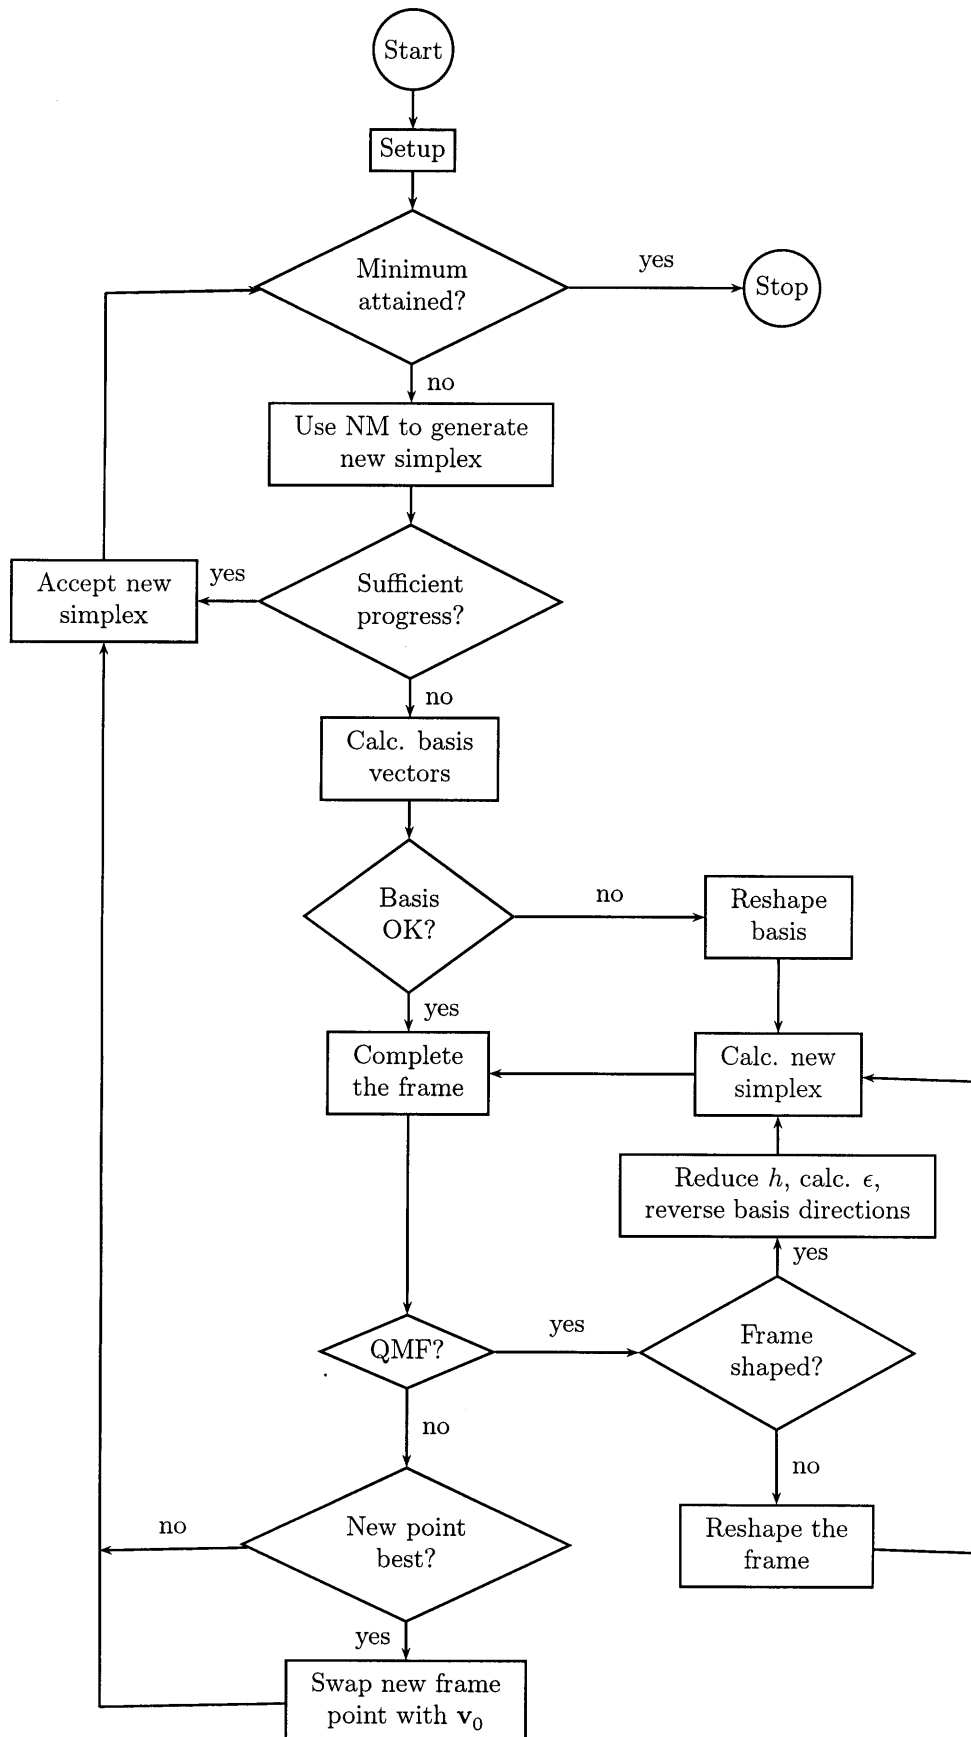 Start
Setup
Minimum
attained?
yes
Stop
no
Use NM to generate
new simplex
Accept new
simplex
yes
Sufficient
progress?
no
Calc. basis
vectors
Basis
OK?
no
Reshape
basis
yes
Complete
the frame
Calc. new
simplex
Reduce h, calc. ϵ,
reverse basis directions
yes
QMF?
yes
Frame
shaped?
no
no
New point
best?
no
Reshape the
frame
yes
Swap new frame
point with v₀